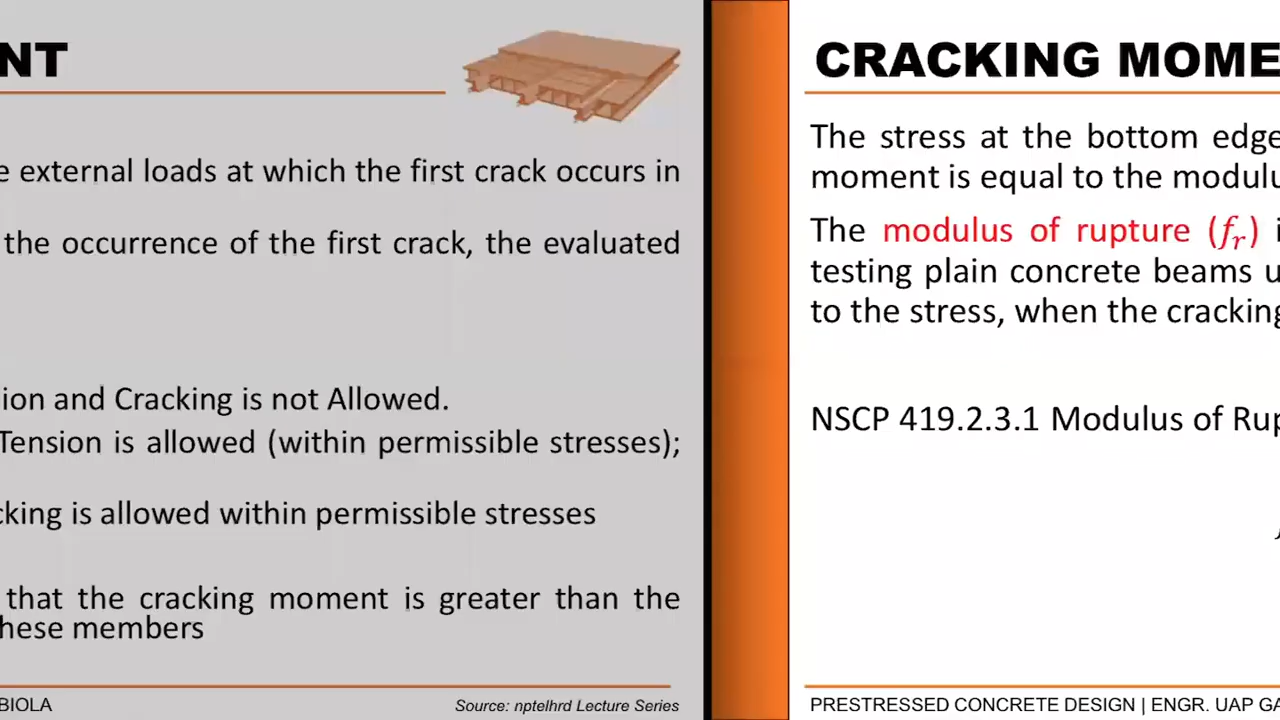 NT
e external loads at which the first crack occurs in
the occurrence of the first crack, the evaluated
ion and Cracking is not Allowed.
Tension is allowed (within permissible stresses);
cking is allowed within permissible stresses
that the cracking moment is greater than the
hese members
BIOLA
Source: nptelhrd Lecture Series
CRACKING MOME
The stress at the bottom edge
moment is equal to the modulu
The modulus of rupture (fᵣ) i
testing plain concrete beams u
to the stress, when the cracking
NSCP 419.2.3.1 Modulus of Rup
PRESTRESSED CONCRETE DESIGN | ENGR. UAP GA